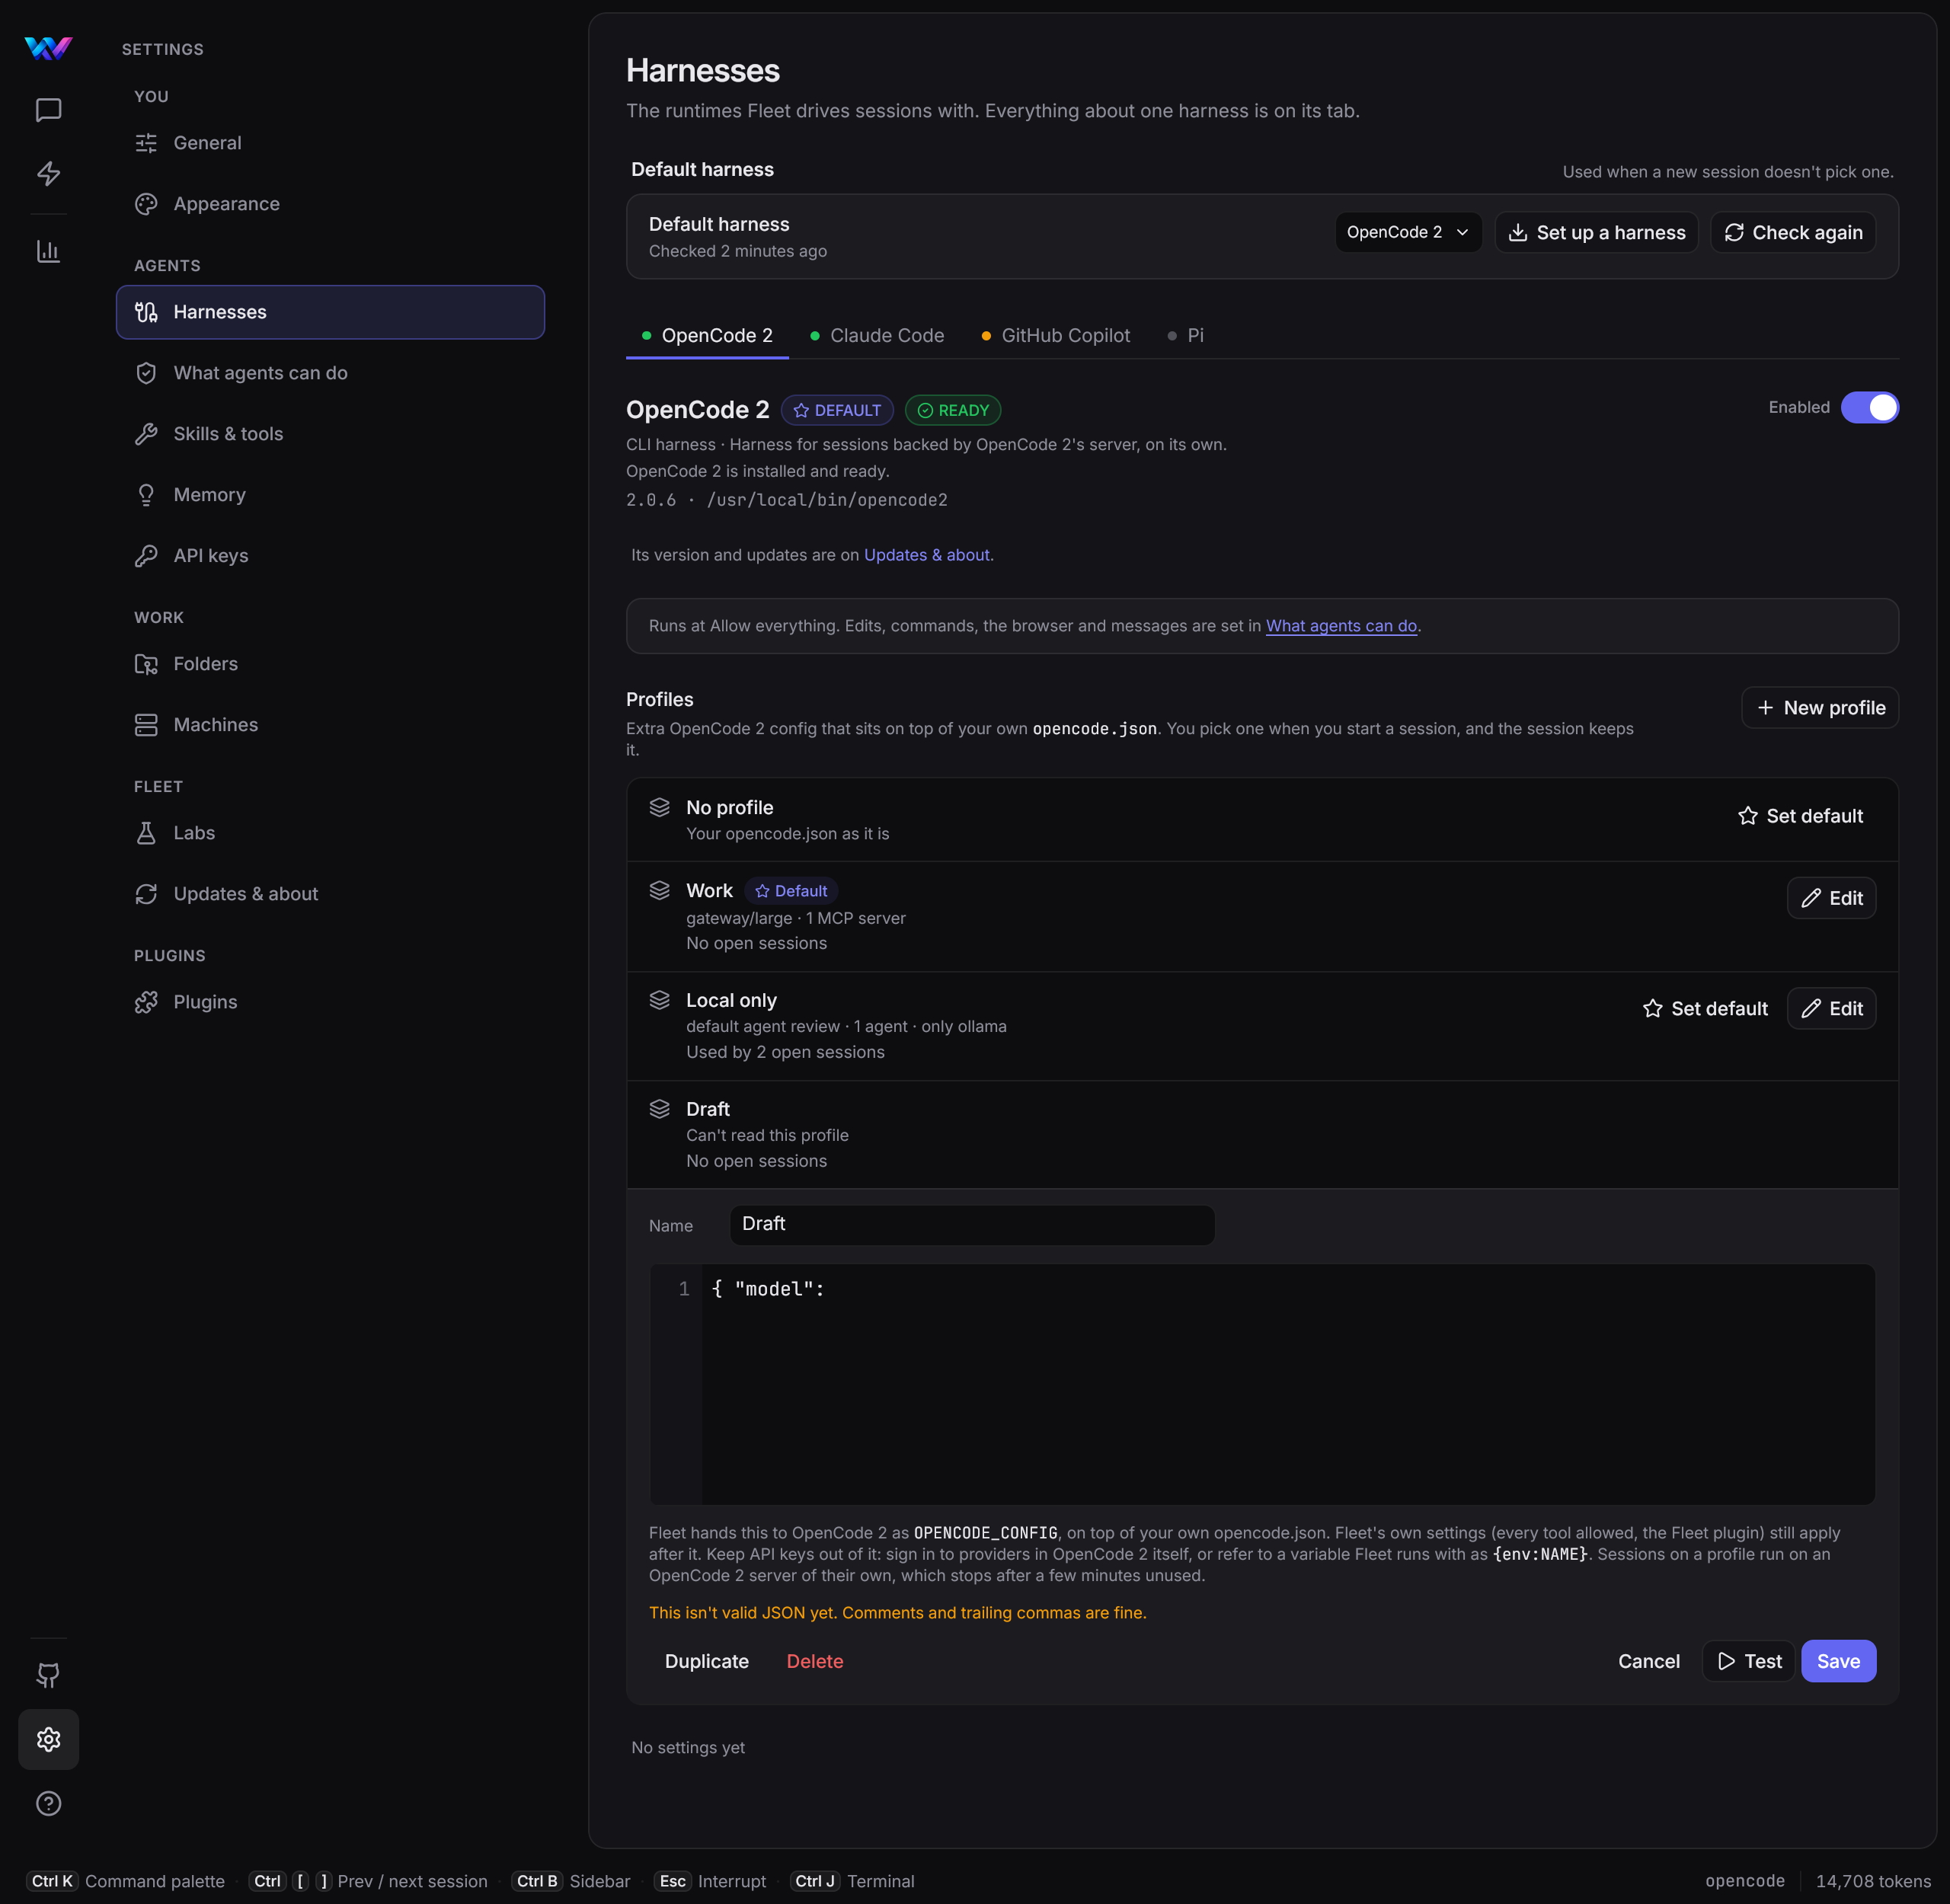 SETTINGS
YOU
General
Appearance
AGENTS
Harnesses
What agents can do
Skills & tools
Memory
API keys
WORK
Folders
Machines
FLEET
Labs
Updates & about
PLUGINS
Plugins
Harnesses
The runtimes Fleet drives sessions with. Everything about one harness is on its tab.
Default harness
Used when a new session doesn't pick one.
Default harness
Checked 2 minutes ago
OpenCode 2
Set up a harness
Check again
OpenCode 2
Claude Code
GitHub Copilot
Pi
OpenCode 2 DEFAULT READY
Enabled
CLI harness · Harness for sessions backed by OpenCode 2's server, on its own.
OpenCode 2 is installed and ready.
2.0.6 · /usr/local/bin/opencode2
Its version and updates are on Updates & about.
Runs at Allow everything. Edits, commands, the browser and messages are set in What agents can do.
Profiles
New profile
Extra OpenCode 2 config that sits on top of your own opencode.json. You pick one when you start a session, and the session keeps
it.
No profile
Your opencode.json as it is
Set default
Work Default
gateway/large · 1 MCP server
No open sessions
Edit
Local only
default agent review · 1 agent · only ollama
Used by 2 open sessions
Set default
Edit
Draft
Can't read this profile
No open sessions
Name
Draft
1 { "model":
Fleet hands this to OpenCode 2 as OPENCODE_CONFIG, on top of your own opencode.json. Fleet's own settings (every tool allowed, the Fleet plugin) still apply
after it. Keep API keys out of it: sign in to providers in OpenCode 2 itself, or refer to a variable Fleet runs with as {env:NAME}. Sessions on a profile run on an
OpenCode 2 server of their own, which stops after a few minutes unused.
This isn't valid JSON yet. Comments and trailing commas are fine.
Duplicate
Delete
Cancel
Test
Save
No settings yet
Ctrl K Command palette · Ctrl [ ] Prev / next session · Ctrl B Sidebar · Esc Interrupt · Ctrl J Terminal
opencode
14,708 tokens